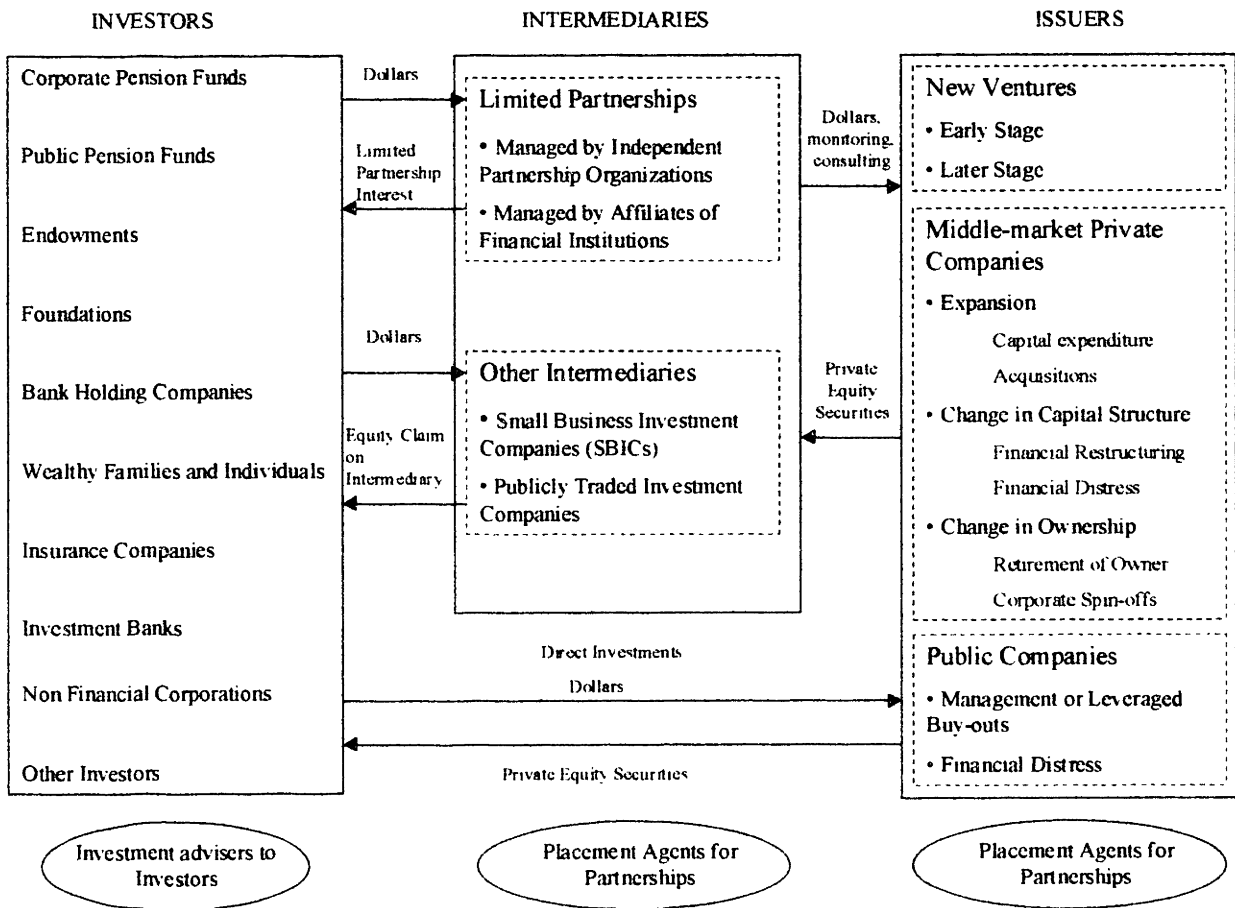 INVESTORS
INTERMEDIARIES
ISSUERS
Corporate Pension Funds
Public Pension Funds
Endowments
Foundations
Bank Holding Companies
Wealthy Families and Individuals
Insurance Companies
Investment Banks
Non Financial Corporations
Other Investors
Dollars
Limited
Partnership
Interest
Dollars
Equity Claim
on
Intermediary
Limited Partnerships
• Managed by Independent
Partnership Organizations
• Managed by Affiliates of
Financial Institutions
Other Intermediaries
• Small Business Investment
Companies (SBICs)
• Publicly Traded Investment
Companies
Dollars,
monitoring,
consulting
Private
Equity
Securities
Direct Investments
Dollars
Private Equity Securities
New Ventures
• Early Stage
• Later Stage
Middle-market Private
Companies
• Expansion
Capital expenditure
Acquisitions
• Change in Capital Structure
Financial Restructuring
Financial Distress
• Change in Ownership
Retirement of Owner
Corporate Spin-offs
Public Companies
• Management or Leveraged
Buy-outs
• Financial Distress
Investment advisers to
Investors
Placement Agents for
Partnerships
Placement Agents for
Partnerships